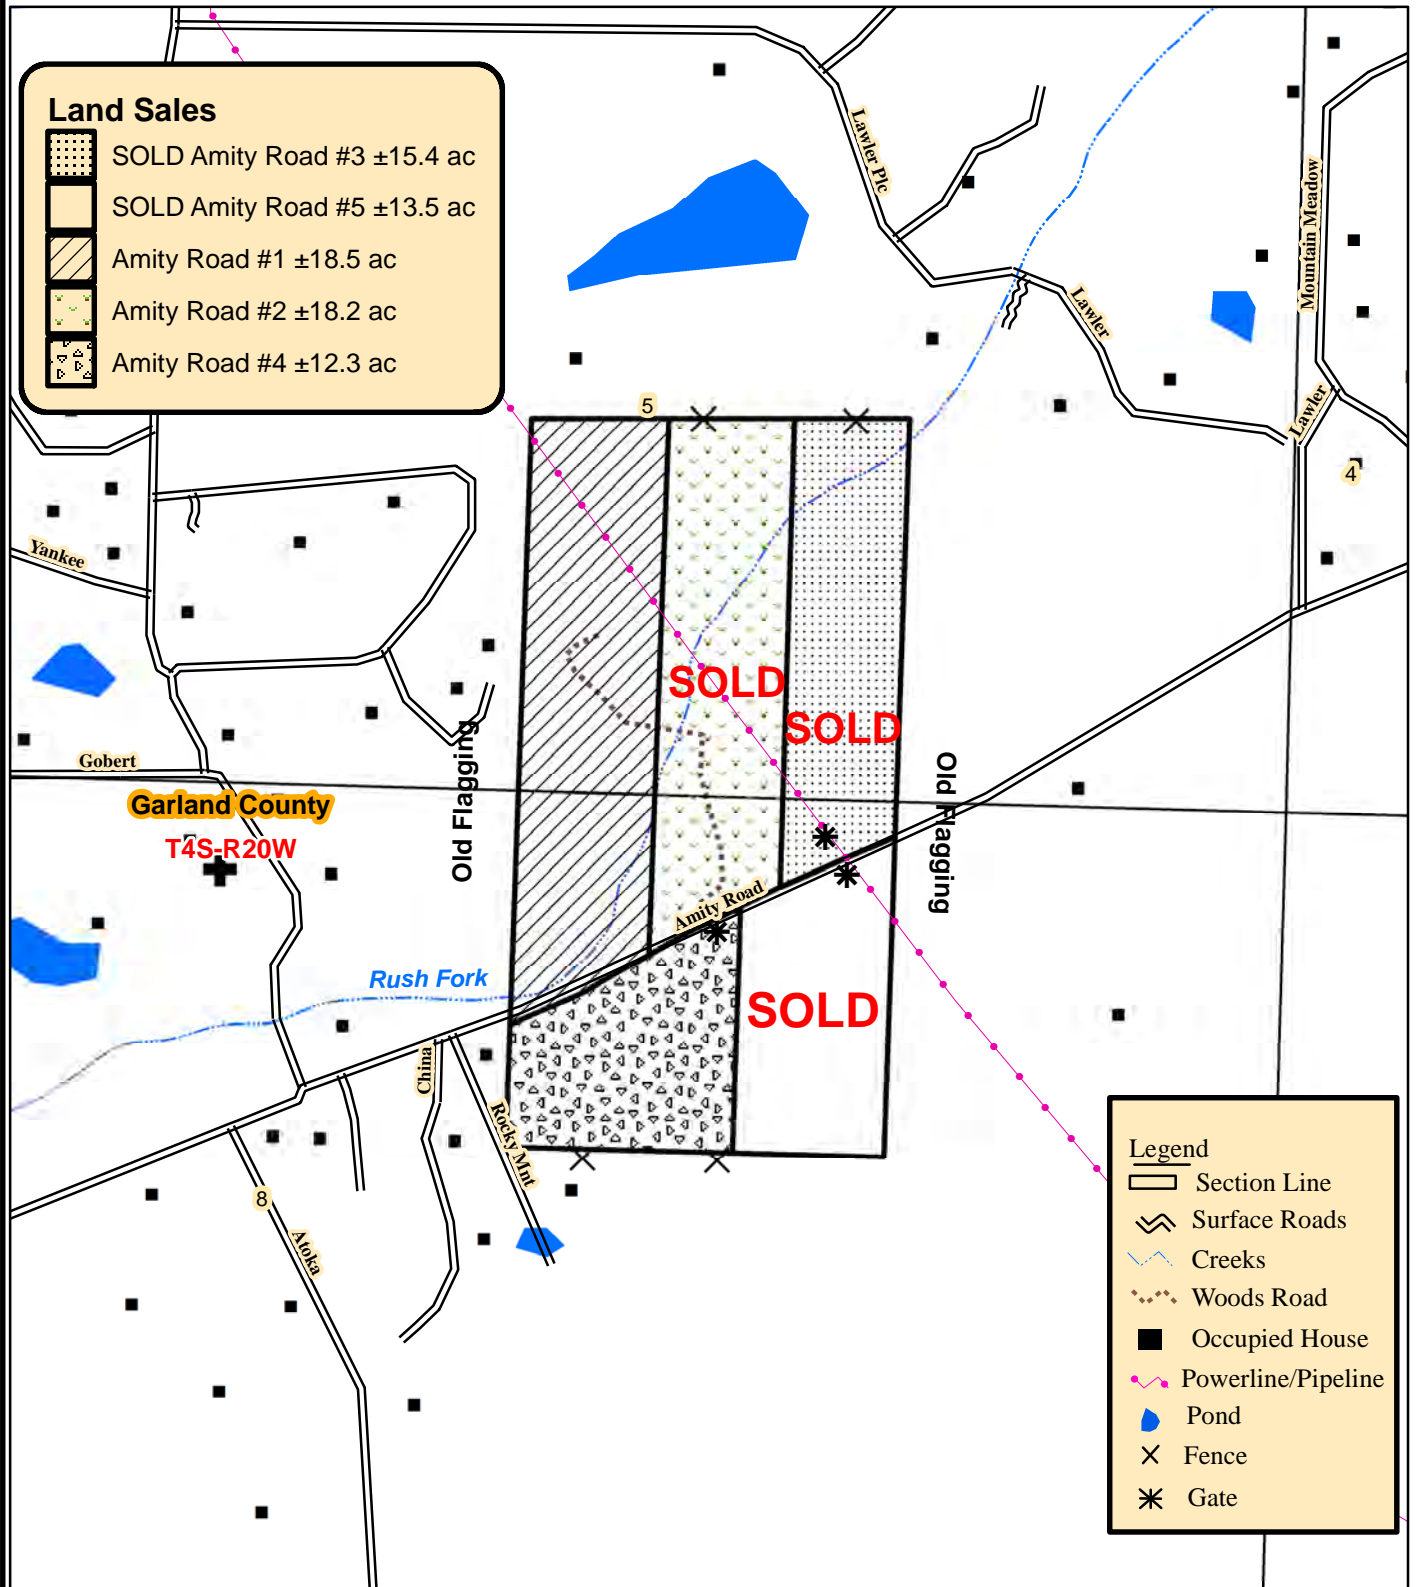 Land Sales
SOLD Amity Road #3 ±15.4 ac
SOLD Amity Road #5 ±13.5 ac
Amity Road #1 ±18.5 ac
Amity Road #2 ±18.2 ac
Amity Road #4 ±12.3 ac
Lawler Plc
Mountain Meadow
Lawler
Lawler
5
4
Yankee
SOLD
SOLD
Gobert
Old Flagging
Old Flagging
Garland County
T4S-R20W
Amity Road
Rush Fork
SOLD
China
Rocky Mnt
8
Atoka
Legend
Section Line
Surface Roads
Creeks
Woods Road
Occupied House
Powerline/Pipeline
Pond
Fence
Gate